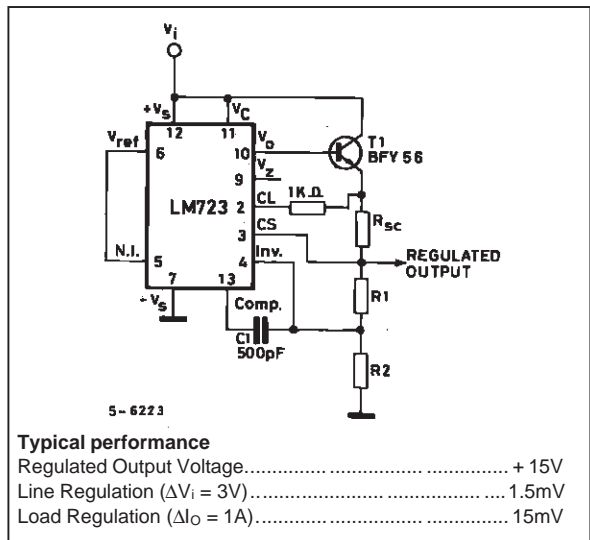 Vi
+Vs
VC
12
11
Vref
Vo
T1
6
10
BFY 56
Vz
9
1KΩ
CL
LM723
2
Rsc
CS
3
REGULATED
OUTPUT
N.I.
Inv.
5
4
7
13
R1
-Vs
Comp.
C1
500pF
R2
5-6223
Typical performance
Regulated Output Voltage................................................... + 15V
Line Regulation (ΔVi = 3V).................................................. 1.5mV
Load Regulation (ΔIO = 1A)................................................. 15mV